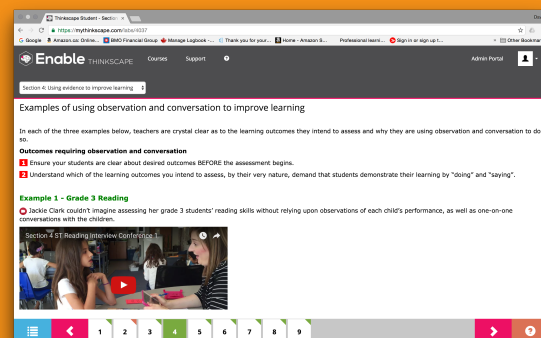 Thinkscape Student - Section
https://mythinkscape.com/labs/4037
Google
Amazon.ca: Online...
BMO Financial Group
Manage Logbook -...
Thank you for your...
Home - Amazon S...
Professional learni...
Sign in or sign up t...
Other Bookmar
Enable THINKSCAPE
Courses
Support
Admin Portal
Section 4: Using evidence to improve learning
Examples of using observation and conversation to improve learning
In each of the three examples below, teachers are crystal clear as to the learning outcomes they intend to assess and why they are using observation and conversation to do
so.
Outcomes requiring observation and conversation
1 Ensure your students are clear about desired outcomes BEFORE the assessment begins.
2 Understand which of the learning outcomes you intend to assess, by their very nature, demand that students demonstrate their learning by "doing" and "saying".
Example 1 - Grade 3 Reading
Jackie Clark couldn't imagine assessing her grade 3 students' reading skills without relying upon observations of each child's performance, as well as one-on-one
conversations with the children.
Section 4 ST Reading Interview Conference 1
1 2 3 4 5 6 7 8 9